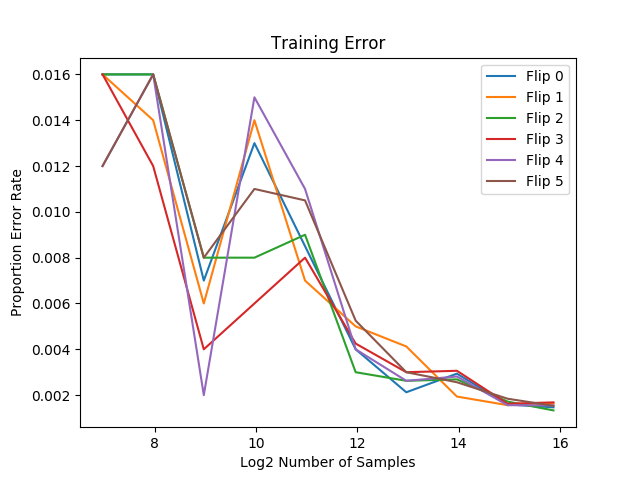 Training Error
Proportion Error Rate
0.016
0.014
0.012
0.010
0.008
0.006
0.004
0.002
Flip 0
Flip 1
Flip 2
Flip 3
Flip 4
Flip 5
8 10 12 14 16
Log2 Number of Samples